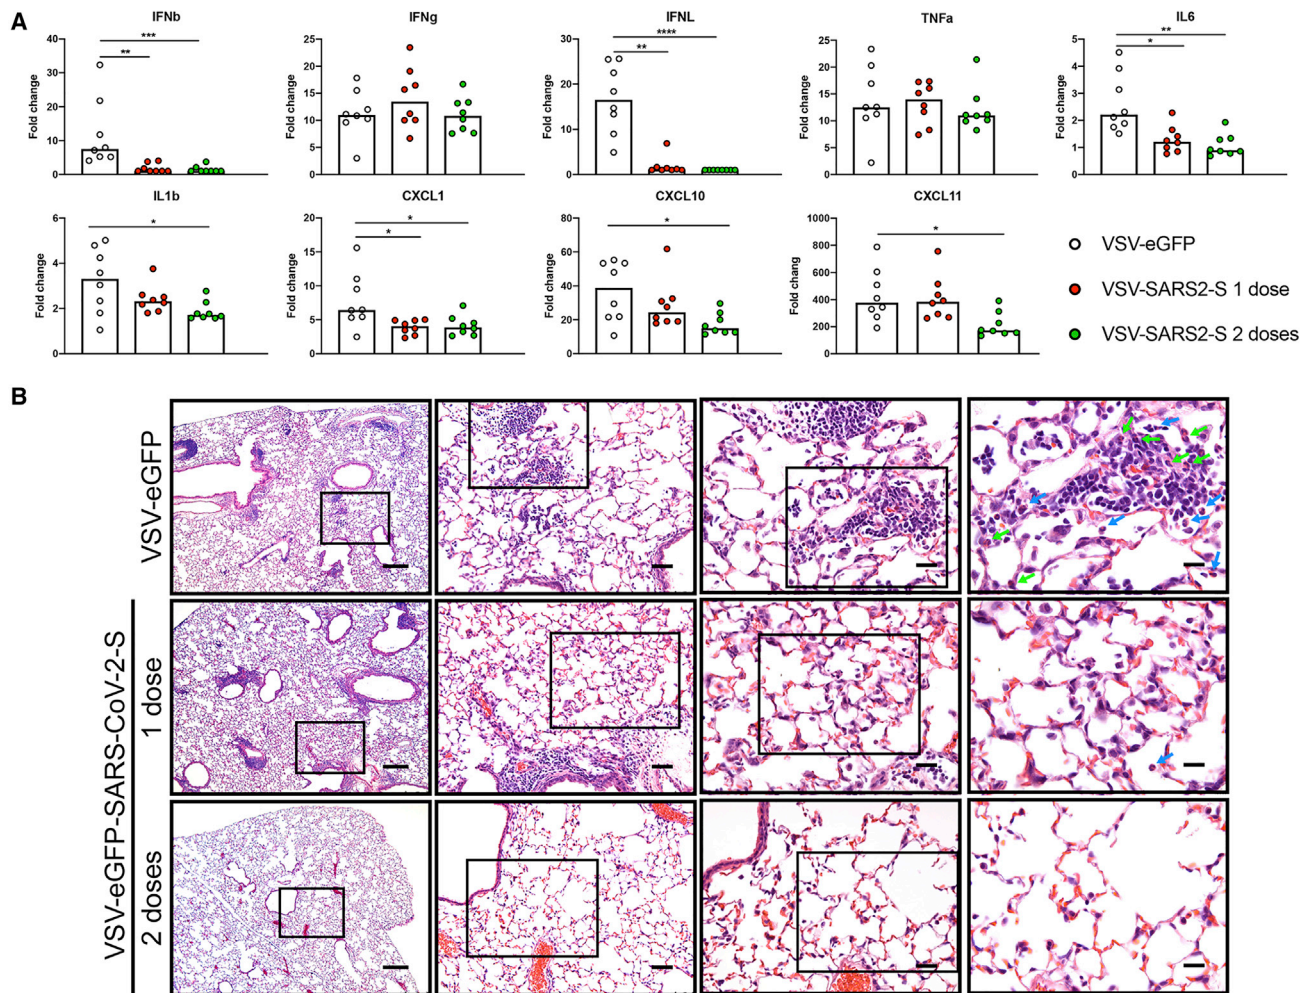 A
IFNb
Fold change
40
30
20
10
0
***
**
IFNg
Fold change
25
20
15
10
5
0
IFNL
Fold change
30
20
10
0
****
**
TNFa
Fold change
25
20
15
10
5
0
IL6
Fold change
5
4
3
2
1
0
**
*
IL1b
Fold change
6
4
2
0
*
CXCL1
Fold change
20
15
10
5
0
*
*
CXCL10
Fold change
80
60
40
20
0
*
CXCL11
Fold chang
1000
800
600
400
200
0
*
VSV-eGFP
VSV-SARS2-S 1 dose
VSV-SARS2-S 2 doses
B
VSV-eGFP
VSV-eGFP-SARS-CoV-2-S
1 dose
2 doses